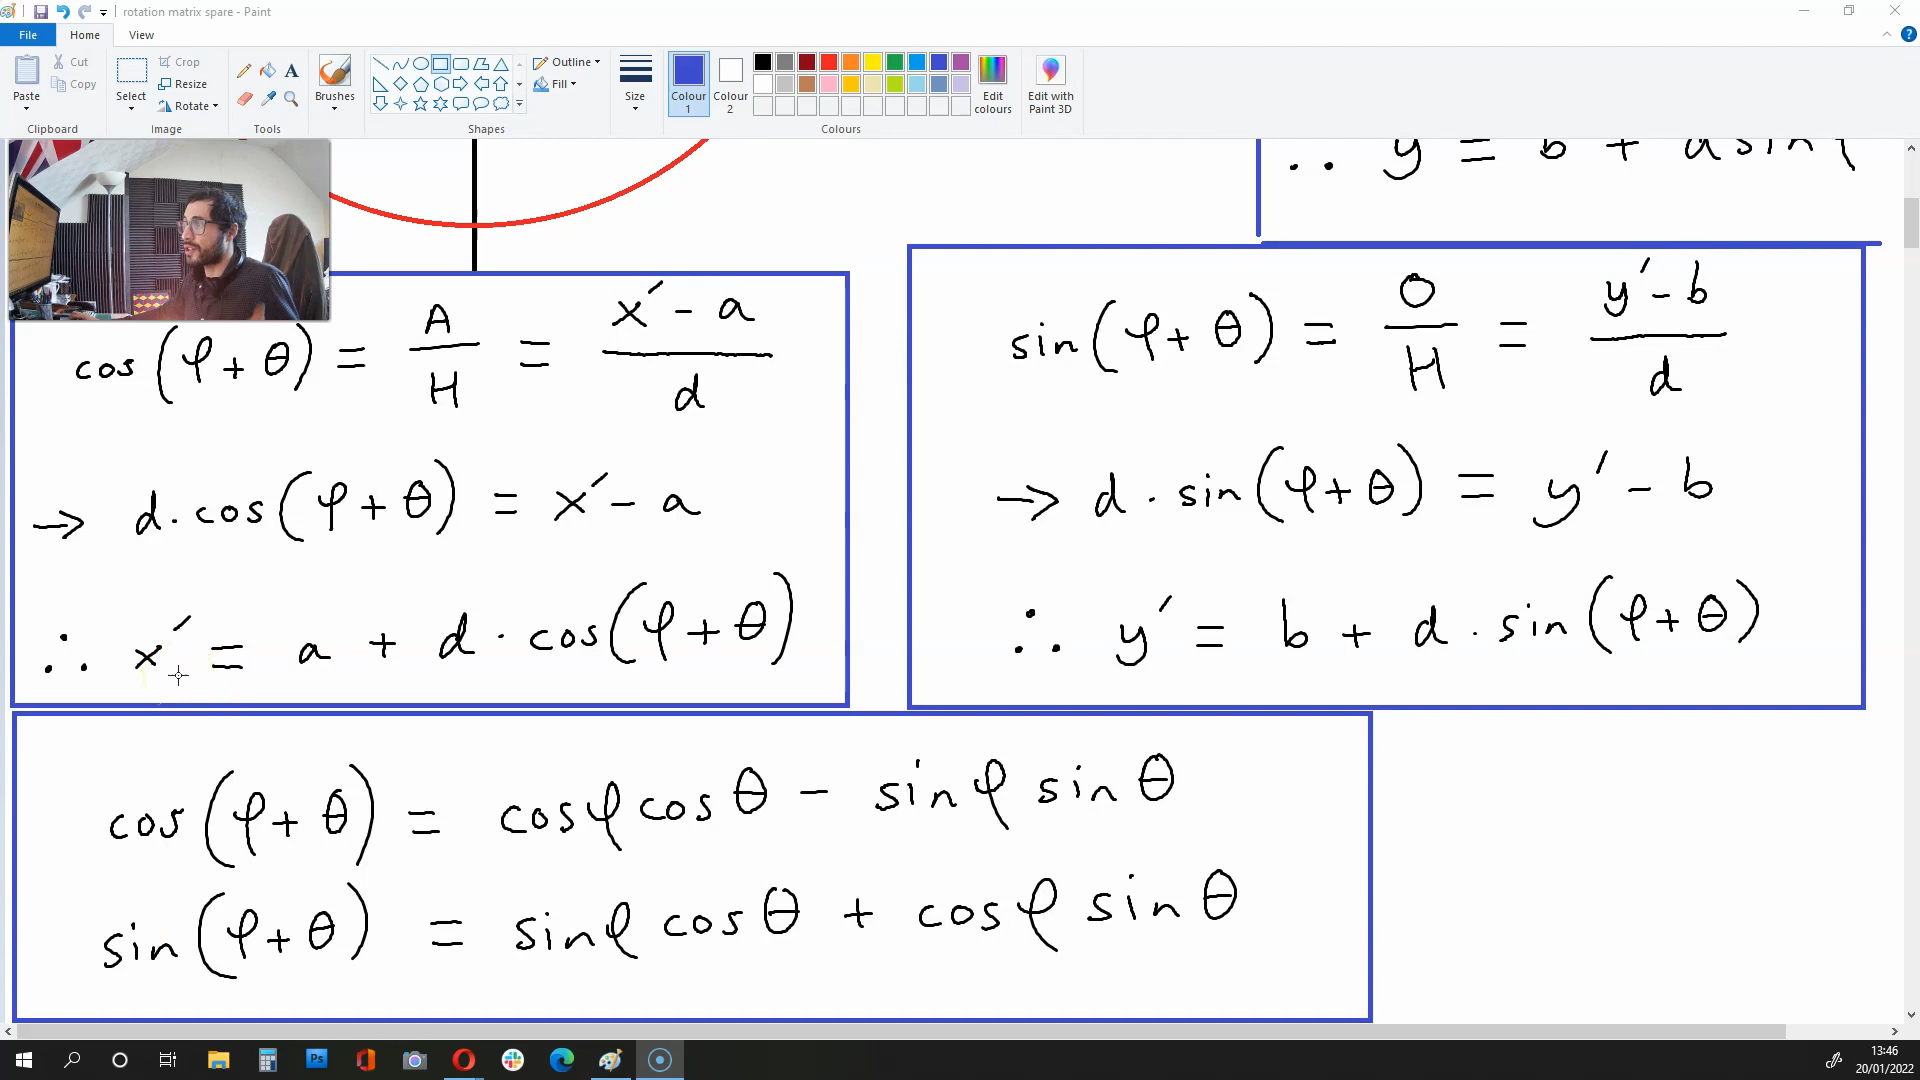 rotation matrix spare - Paint
File Home View
Paste Cut Copy Select Crop Resize Rotate Brushes Outline Fill Size Colour 1 Colour 2 Edit colours Edit with Paint 3D
Clipboard Image Tools Shapes Colours
∴ y = b + d sin φ
cos(φ + θ) = A/H = (x′ - a)/d
→ d · cos(φ + θ) = x′ - a
∴ x′ = a + d · cos(φ + θ)
sin(φ + θ) = O/H = (y′ - b)/d
→ d · sin(φ + θ) = y′ - b
∴ y′ = b + d · sin(φ + θ)
cos(φ + θ) = cosφ cosθ - sinφ sinθ
sin(φ + θ) = sinφ cosθ + cosφ sinθ
Ps
13:46
20/01/2022